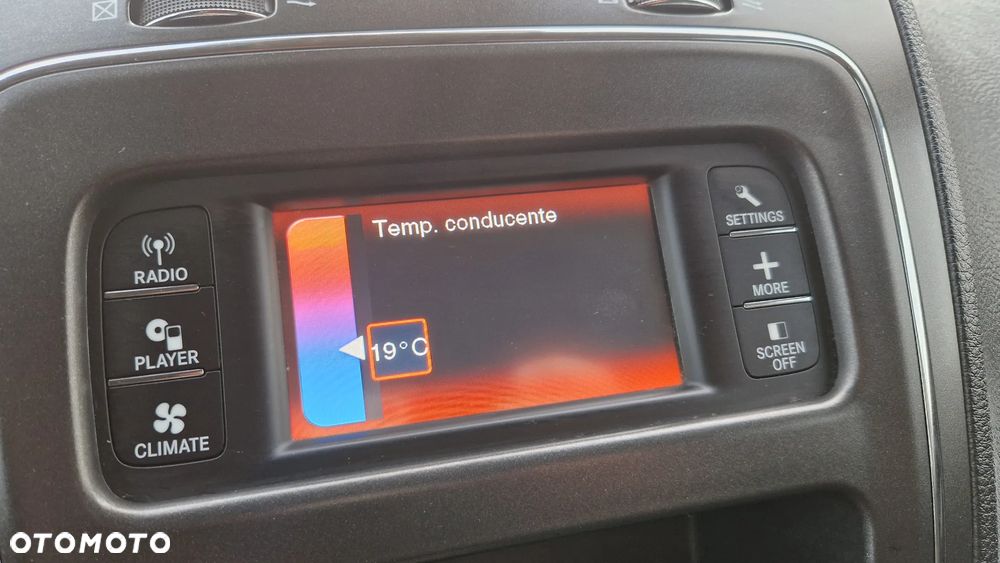 RADIO
PLAYER
CLIMATE
Temp. conducente
19°C
SETTINGS
MORE
SCREEN
OFF
OTOMOTO